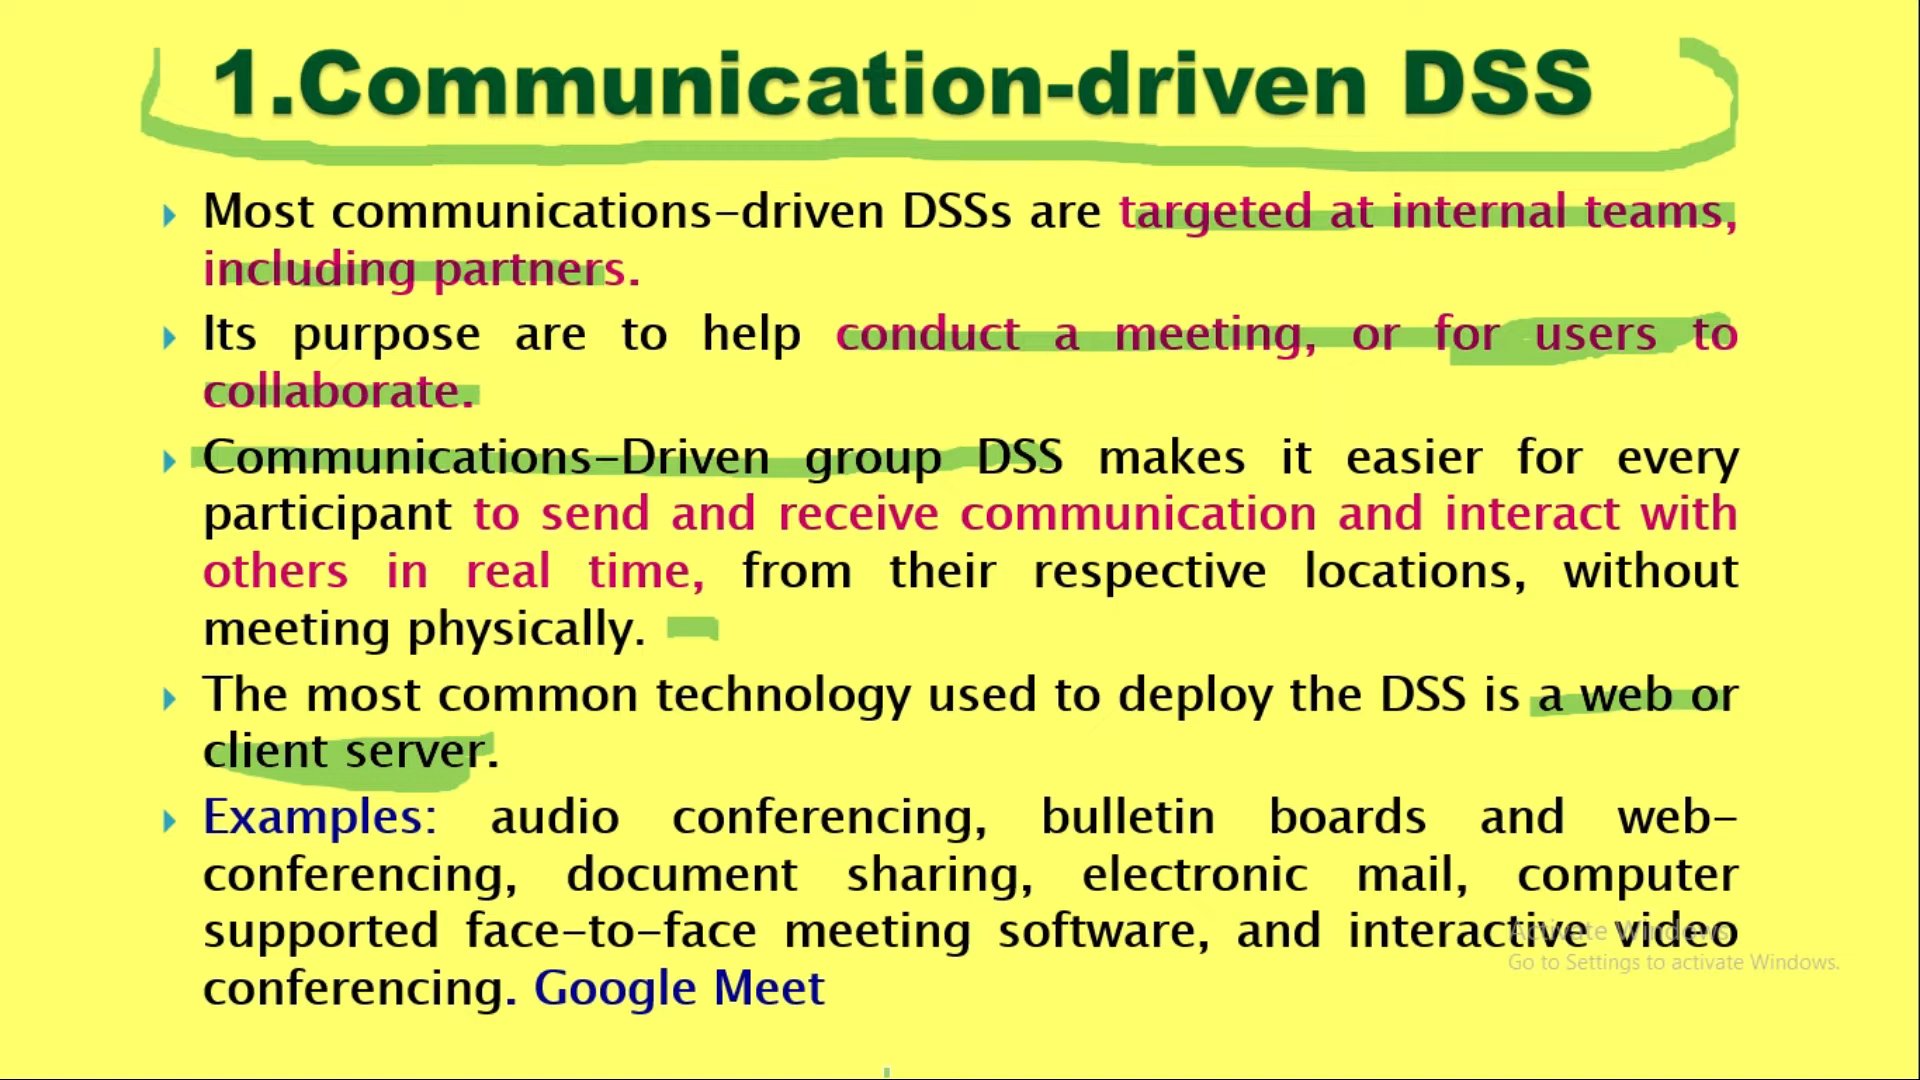 1.Communication-driven DSS
Most communications-driven DSSs are targeted at internal teams,
including partners.
Its purpose are to help conduct a meeting, or for users to
collaborate.
Communications-Driven group DSS makes it easier for every
participant to send and receive communication and interact with
others in real time, from their respective locations, without
meeting physically.
The most common technology used to deploy the DSS is a web or
client server.
Examples: audio conferencing, bulletin boards and web-
conferencing, document sharing, electronic mail, computer
supported face-to-face meeting software, and interactive video
conferencing. Google Meet
Activate Windows
Go to Settings to activate Windows.